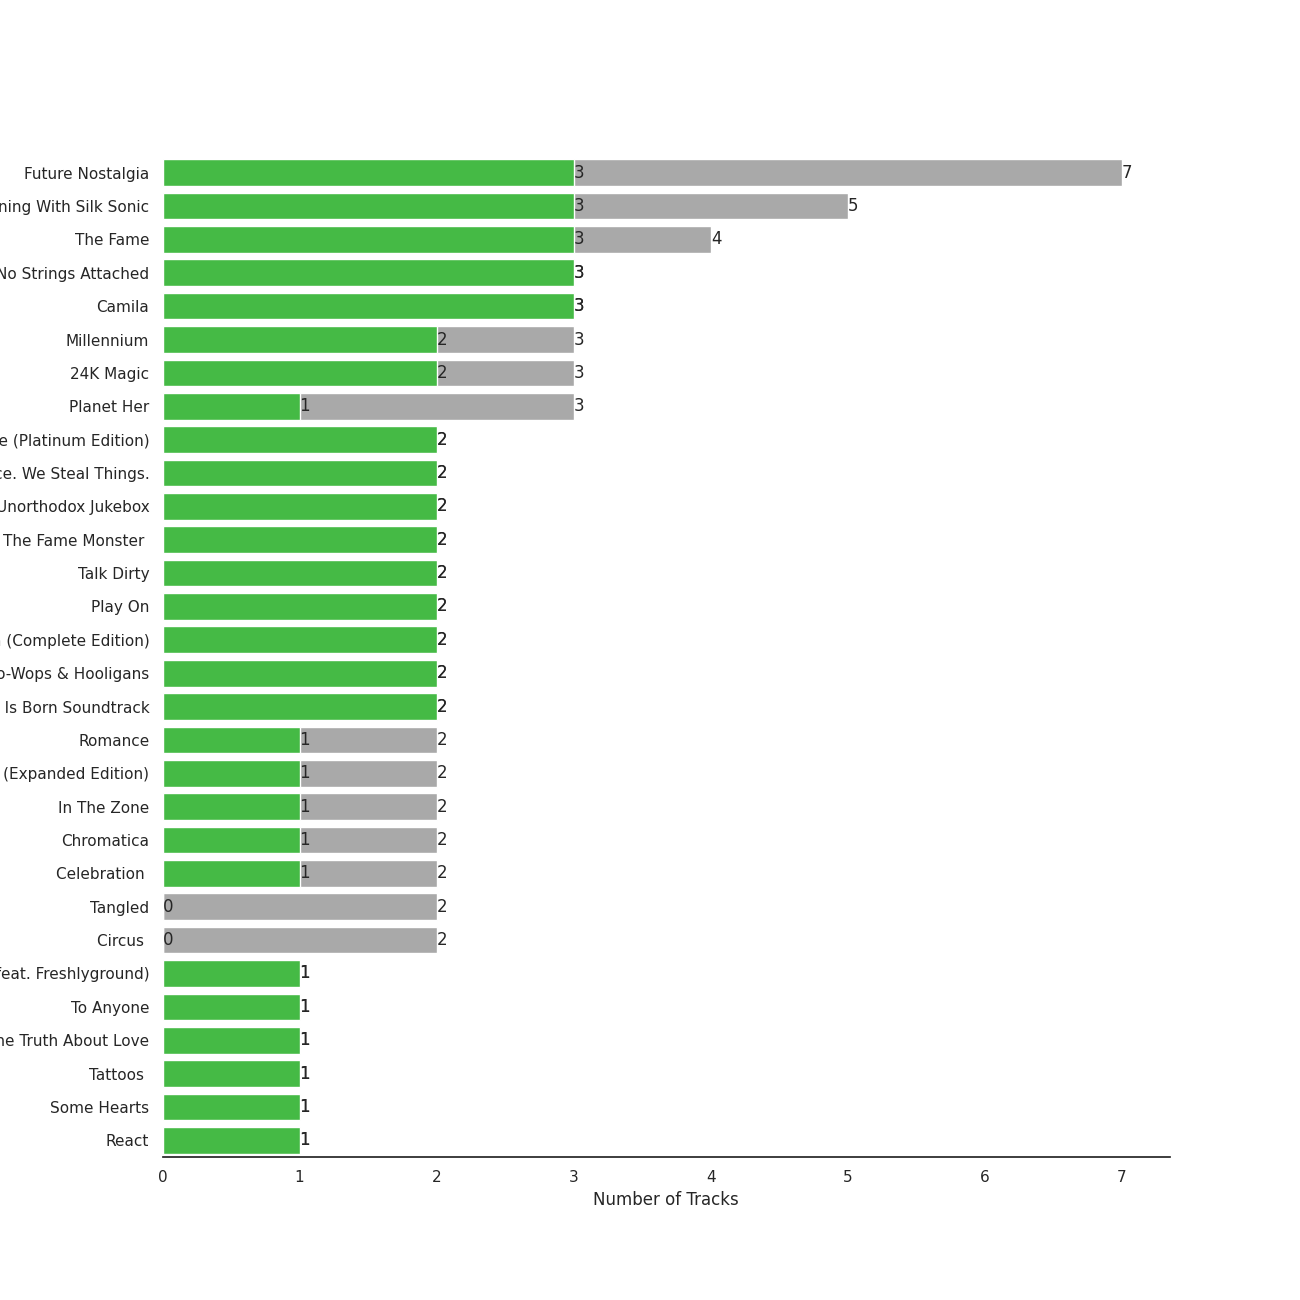 Future Nostalgia 3 7
ning With Silk Sonic 3 5
The Fame 3 4
No Strings Attached 3
Camila 3
Millennium 2 3
24K Magic 2 3
Planet Her 1 3
e (Platinum Edition) 2
ce. We Steal Things. 2
Unorthodox Jukebox 2
The Fame Monster 2
Talk Dirty 2
Play On 2
(Complete Edition) 2
o-Wops & Hooligans 2
Is Born Soundtrack 2
Romance 1 2
(Expanded Edition) 1 2
In The Zone 1 2
Chromatica 1 2
Celebration 1 2
Tangled 0 2
Circus 0 2
feat. Freshlyground) 1
To Anyone 1
he Truth About Love 1
Tattoos 1
Some Hearts 1
React 1
0 1 2 3 4 5 6 7
Number of Tracks